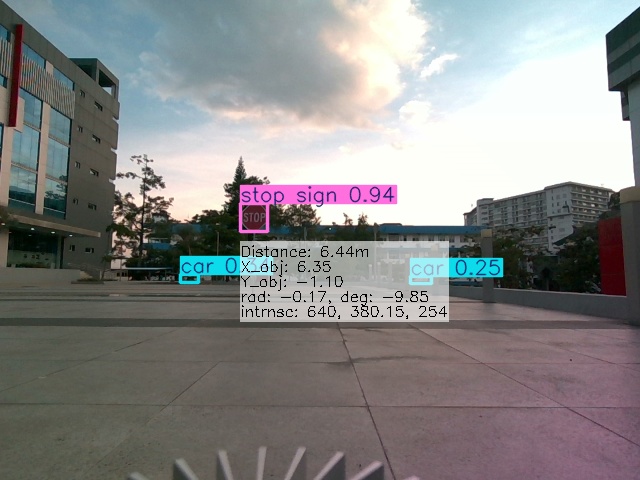 stop sign 0.94
STOP
Distance: 6.44m
car 0.
X_obj: 6.35
car 0.25
Y_obj: −1.10
rad: −0.17, deg: −9.85
intrnsc: 640, 380.15, 254